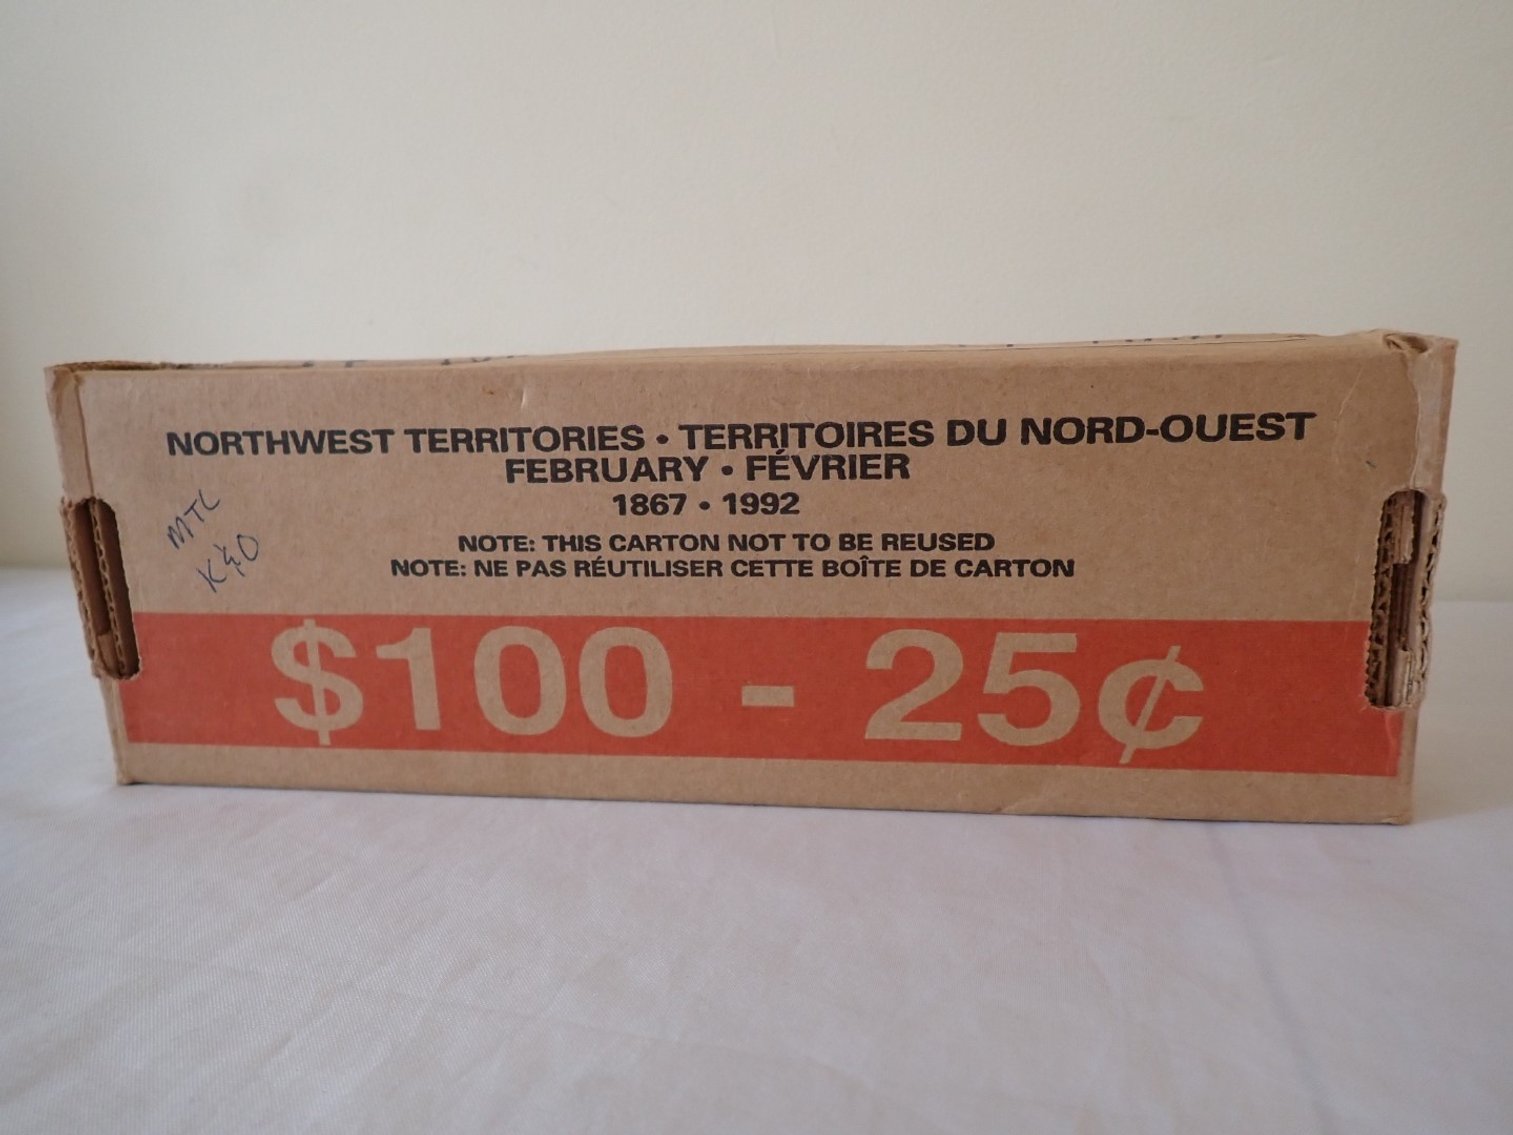 NORTHWEST TERRITORIES • TERRITOIRES DU NORD-OUEST
FEBRUARY • FÉVRIER
1867 • 1992
NOTE: THIS CARTON NOT TO BE REUSED
NOTE: NE PAS RÉUTILISER CETTE BOÎTE DE CARTON
MTL
K&O
$100 - 25¢